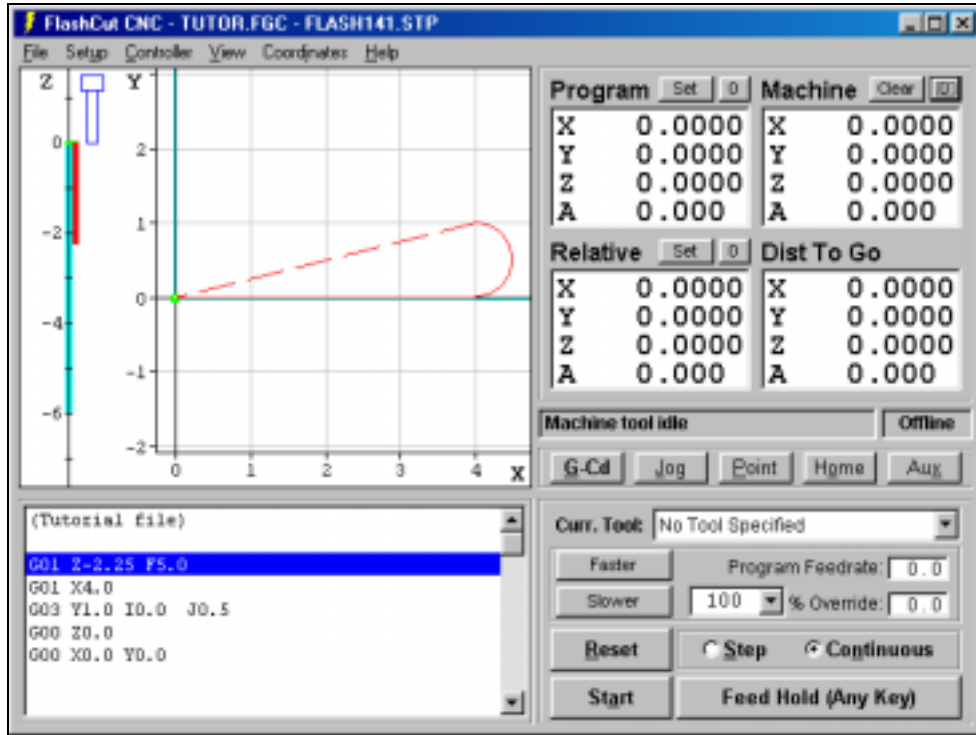 FlashCut CNC - TUTOR.FGC - FLASH141.STP
File Setup Controller View Coordinates Help
Z Y
0
-2
-4
-6
2
1
0
-1
-2
0 1 2 3 4 X
Program Set 0
X 0.0000
Y 0.0000
Z 0.0000
A 0.000
Machine Clear
X 0.0000
Y 0.0000
Z 0.0000
A 0.000
Relative Set 0
X 0.0000
Y 0.0000
Z 0.0000
A 0.000
Dist To Go
X 0.0000
Y 0.0000
Z 0.0000
A 0.000
Machine tool idle Offline
G-Cd Jog Point Home Aux
(Tutorial file)
G01 Z-2.25 F5.0
G01 X4.0
G03 Y1.0 I0.0 J0.5
G00 Z0.0
G00 X0.0 Y0.0
Curr. Tool: No Tool Specified
Faster Program Feedrate: 0.0
Slower 100 % Override: 0.0
Reset Step Continuous
Start Feed Hold (Any Key)